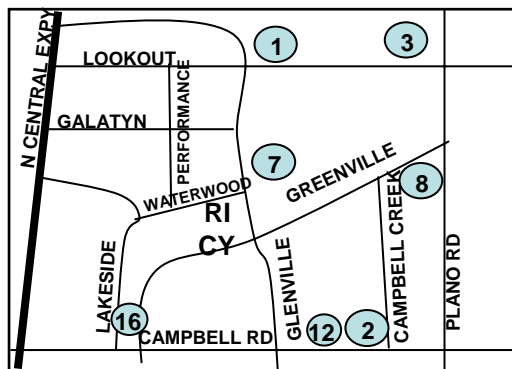 1
3
N CENTRAL EXPY
LOOKOUT
PERFORMANCE
GALATYN
7
GREENVILLE
8
WATERWOOD
RI
CY
LAKESIDE
GLENVILLE
CAMPBELL CREEK
PLANO RD
16
12
2
CAMPBELL RD